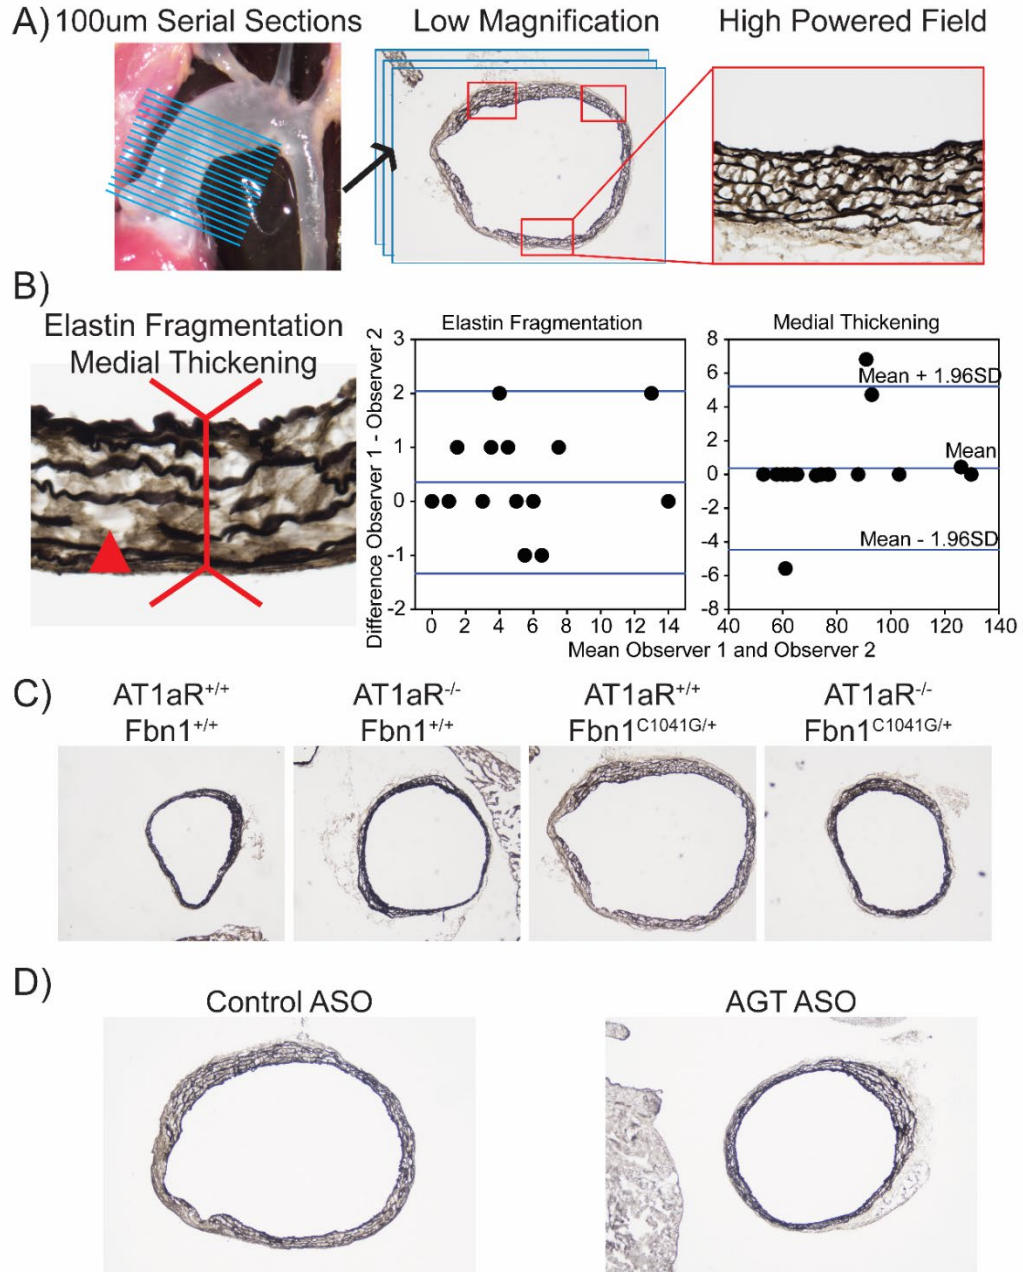 A) 100um Serial Sections
Low Magnification
High Powered Field
B)
Elastin Fragmentation
Medial Thickening
Elastin Fragmentation
Difference Observer 1 - Observer 2
3
2
1
0
-1
-2
0 2 4 6 8 10 12 14
Medial Thickening
8
6
4
2
0
-2
-4
-6
-8
Mean + 1.96SD
Mean
Mean - 1.96SD
40 60 80 100 120 140
Mean Observer 1 and Observer 2
C)
AT1aR+/+
Fbn1+/+
AT1aR-/-
Fbn1+/+
AT1aR+/+
Fbn1C1041G/+
AT1aR-/-
Fbn1C1041G/+
D)
Control ASO
AGT ASO